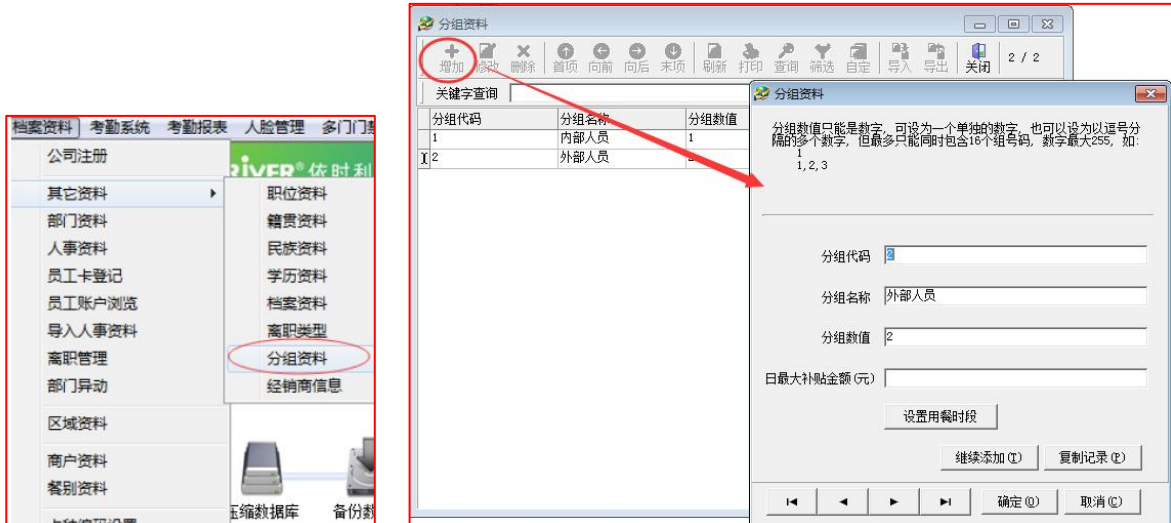 档案资料 考勤系统 考勤报表 人脸管理 多门门禁
公司注册
其它资料
部门资料
人事资料
员工卡登记
员工账户浏览
导入人事资料
离职管理
部门异动
区域资料
商户资料
餐别资料
RIVER® 依时利
职位资料
籍贯资料
民族资料
学历资料
档案资料
离职类型
分组资料
经销商信息
压缩数据库 备份数
分组资料
增加 修改 删除 首项 向前 向后 末项 刷新 打印 查询 筛选 自定 导入 导出 关闭 2 / 2
关键字查询
分组代码 分组名称 分组数值
1 内部人员 1
2 外部人员
分组资料
分组数值只能是数字，可设为一个单独的数字，也可以设为以逗号分
隔的多个数字，但最多只能同时包含16个组号码，数字最大255，如：
1
1,2,3
分组代码 2
分组名称 外部人员
分组数值 2
日最大补贴金额(元)
设置用餐时段
继续添加(T) 复制记录(P)
确定(O) 取消(C)